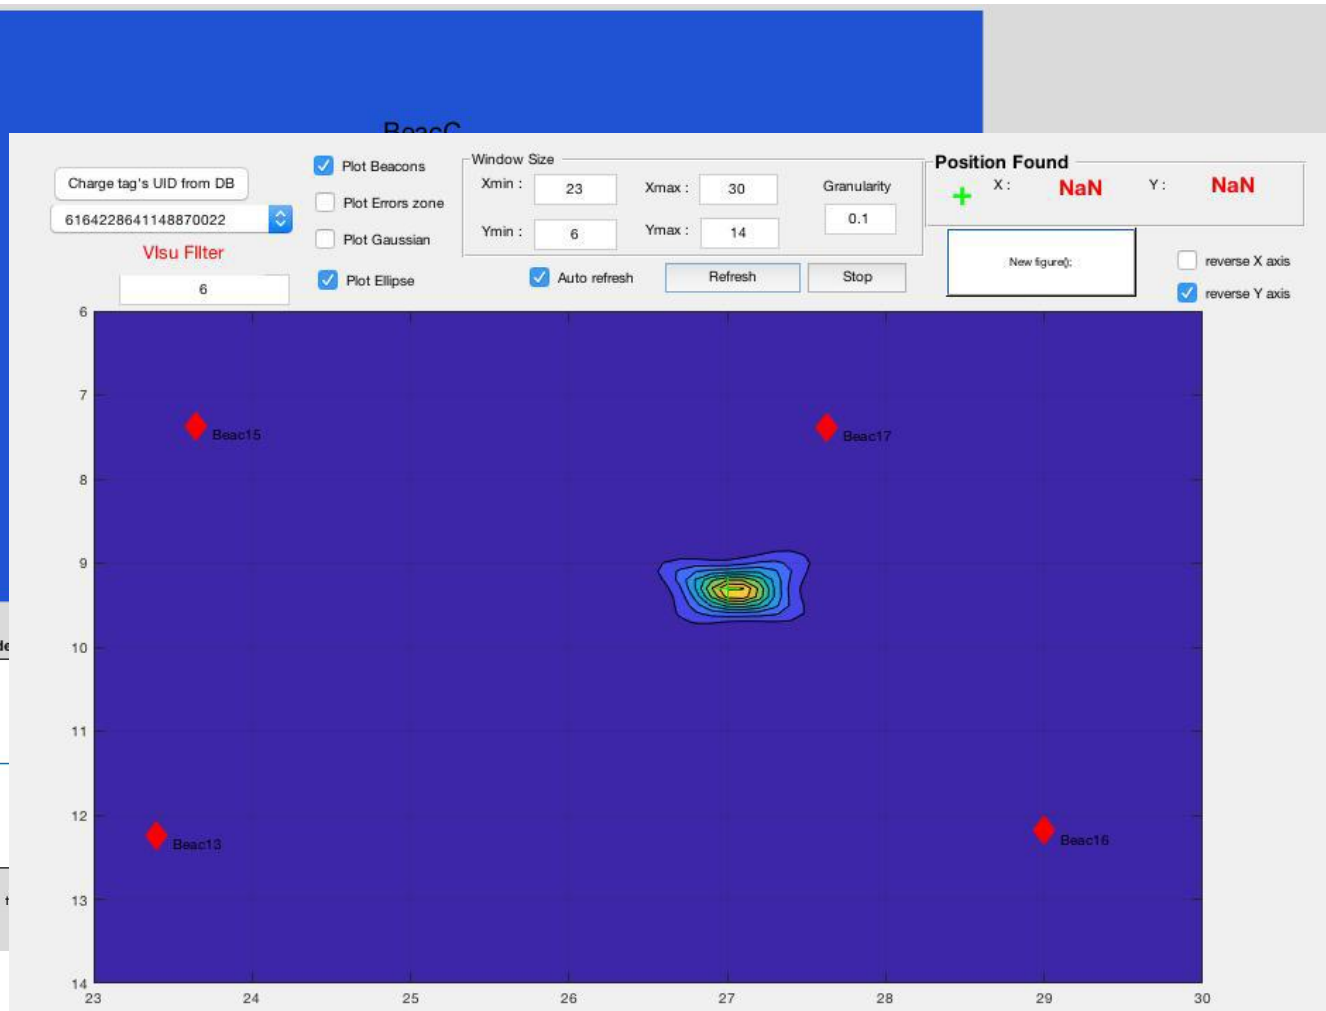 BeacC
Charge tag's UID from DB
6164228641148870022
VIsu FIlter
6
Plot Beacons
Plot Errors zone
Plot Gaussian
Plot Ellipse
Window Size
Xmin : 23 Xmax : 30 Granularity
Ymin : 6 Ymax : 14 0.1
Auto refresh Refresh Stop
Position Found
+ X : NaN Y : NaN
New figure();
reverse X axis
reverse Y axis
6
7
8
9
10
11
12
13
14
Beac15
Beac17
Beac13
Beac16
23 24 25 26 27 28 29 30